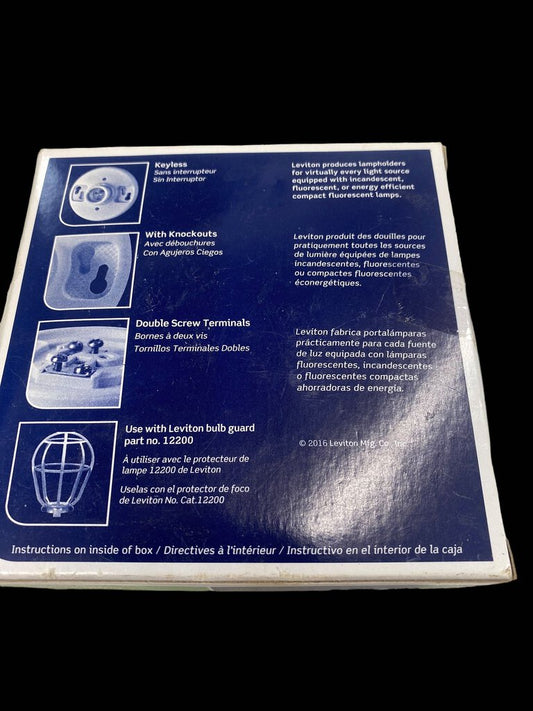 Keyless
Sans interrupteur
Sin Interruptor
With Knockouts
Avec débouchures
Con Agujeros Ciegos
Double Screw Terminals
Bornes à deux vis
Tornillos Terminales Dobles
Use with Leviton bulb guard
part no. 12200
À utiliser avec le protecteur de
lampe 12200 de Leviton
Uselas con el protector de foco
de Leviton No. Cat.12200
Leviton produces lampholders
for virtually every light source
equipped with incandescent,
fluorescent, or energy efficient
compact fluorescent lamps.
Leviton produit des douilles pour
pratiquement toutes les sources
de lumière équipées de lampes
incandescentes, fluorescentes
ou compactes fluorescentes
éconergétiques.
Leviton fabrica portalámparas
prácticamente para cada fuente
de luz equipada con lámparas
fluorescentes, incandescentes
o fluorescentes compactas
ahorradoras de energía.
© 2016 Leviton Mfg. Co., Inc.
Instructions on inside of box / Directives à l'intérieur / Instructivo en el ínterior de la caja